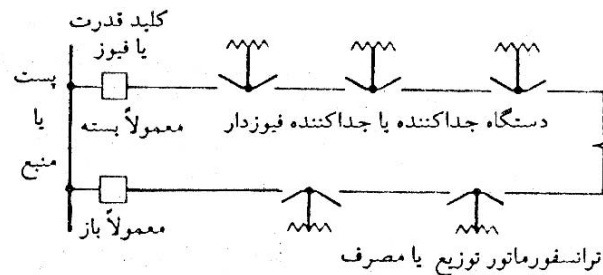 کلید قدرت
یا فیوز
پست
یا
منبع
معمولاً بسته
دستگاه جداکننده یا جداکننده فیوزدار
معمولاً باز
ترانسفورماتور توزیع یا مصرف